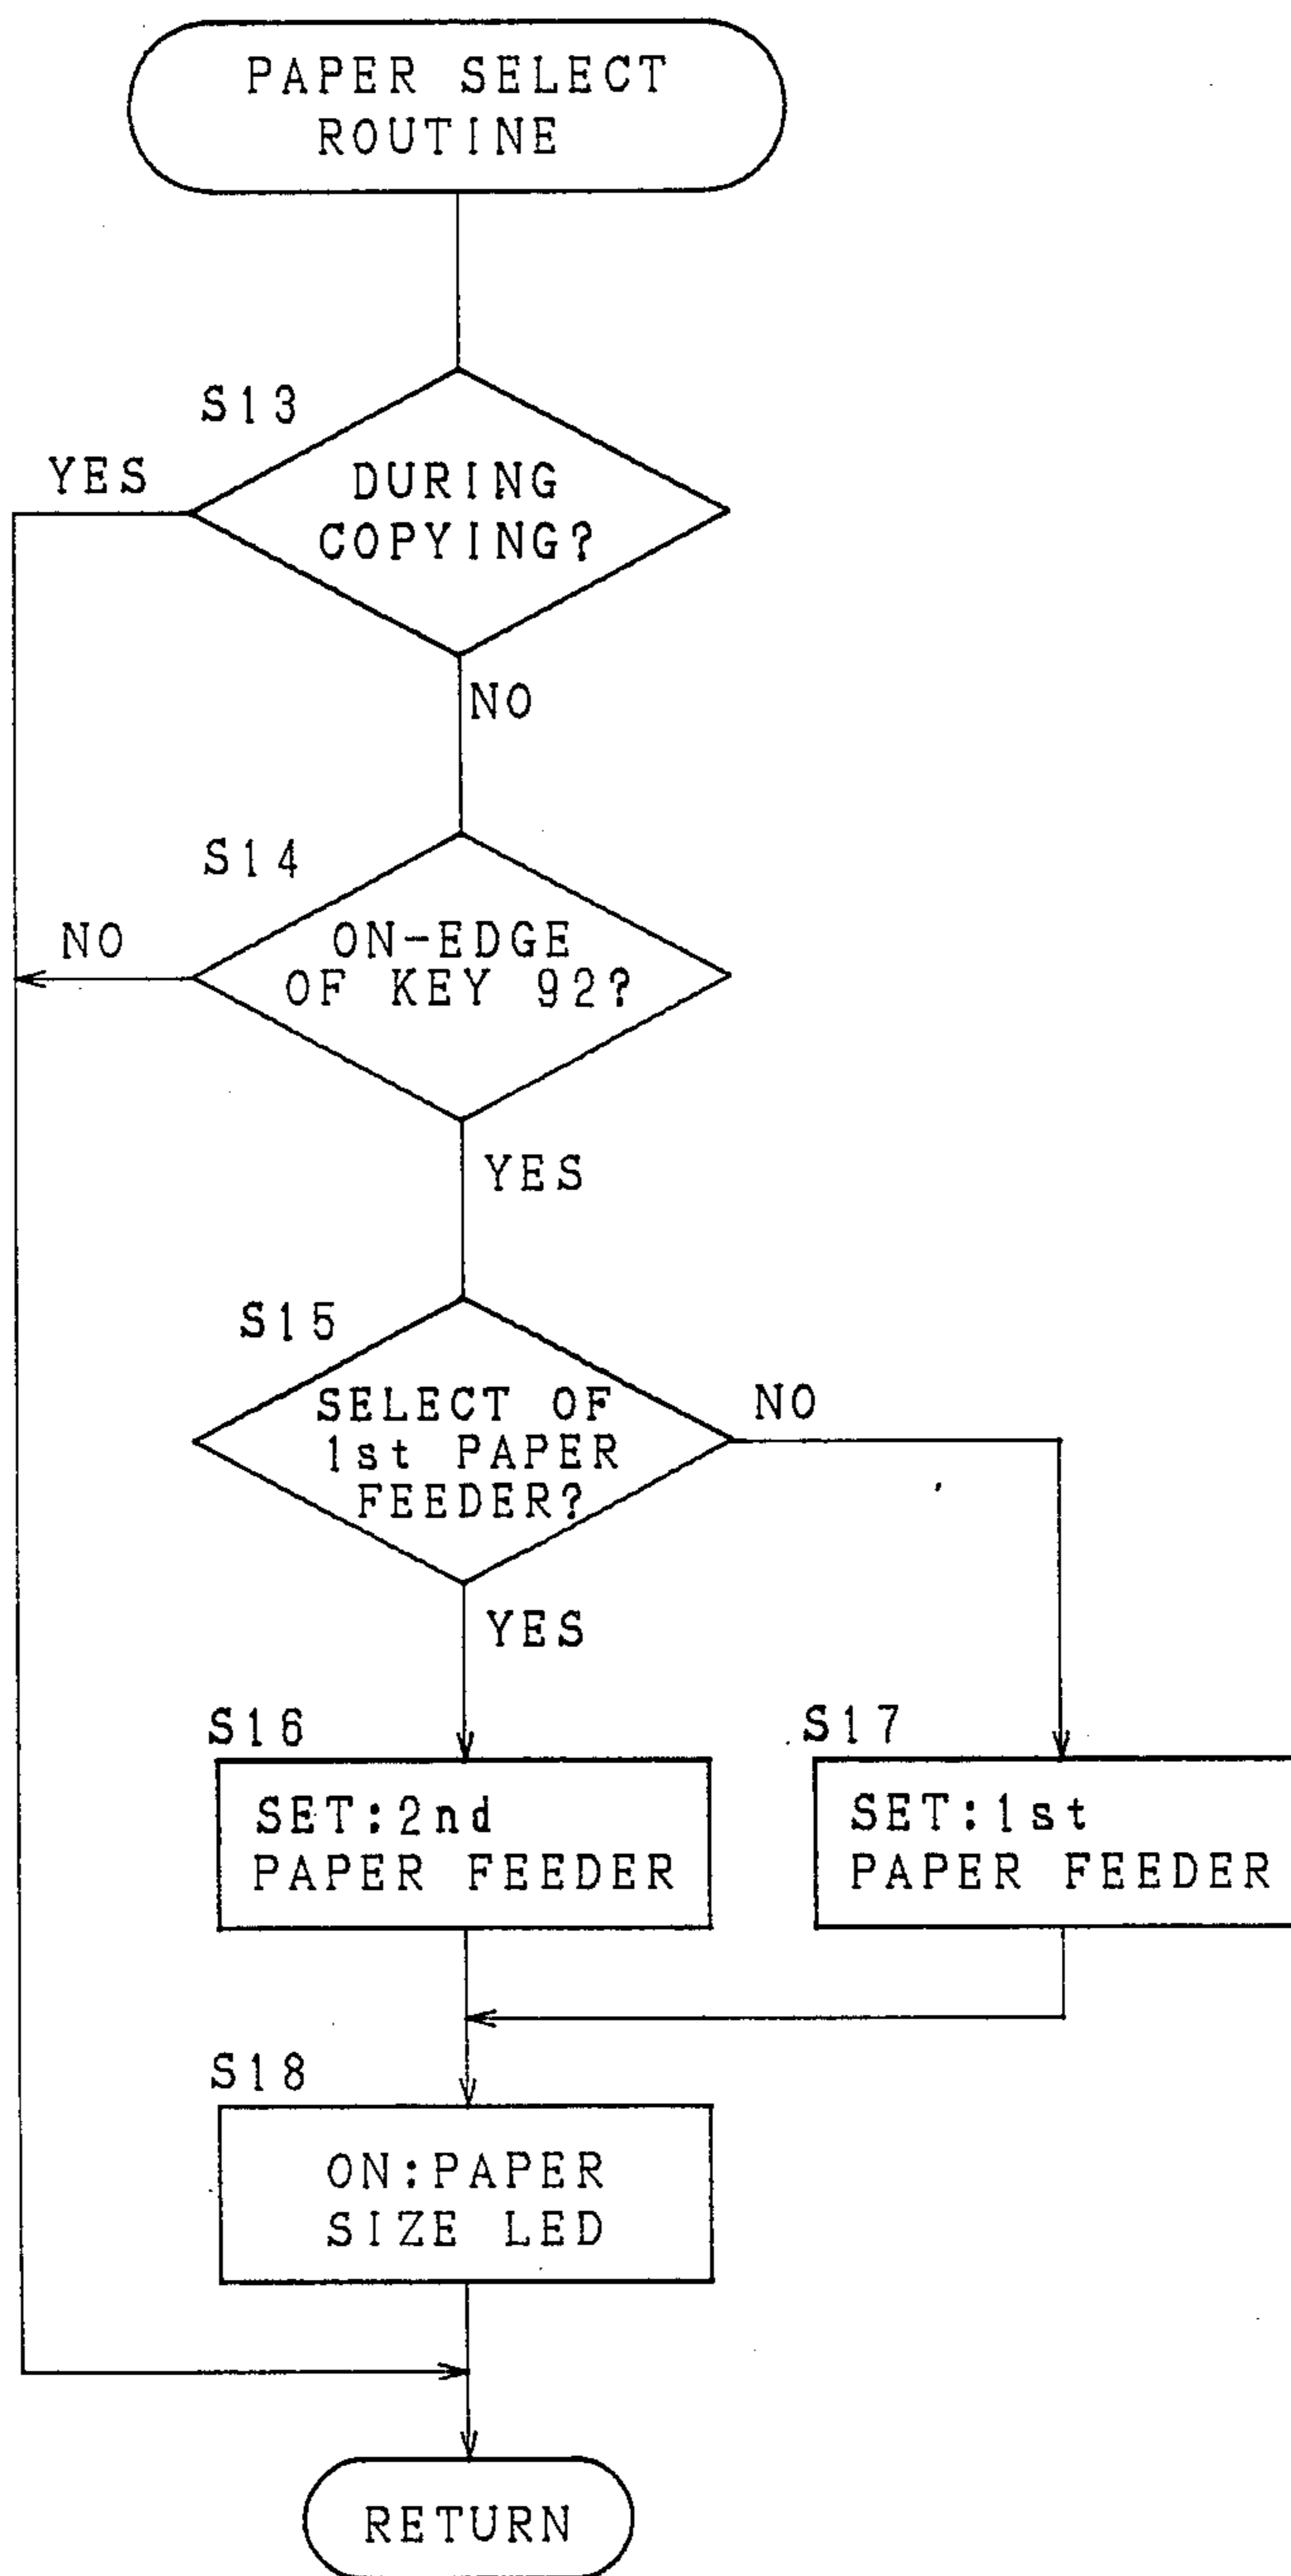 PAPER SELECT
ROUTINE
S13
YES
DURING
COPYING?
NO
S14
NO
ON-EDGE
OF KEY 92?
YES
S15
SELECT OF
1st PAPER
FEEDER?
NO
YES
S16
SET:2nd
PAPER FEEDER
S17
SET:1st
PAPER FEEDER
S18
ON:PAPER
SIZE LED
RETURN